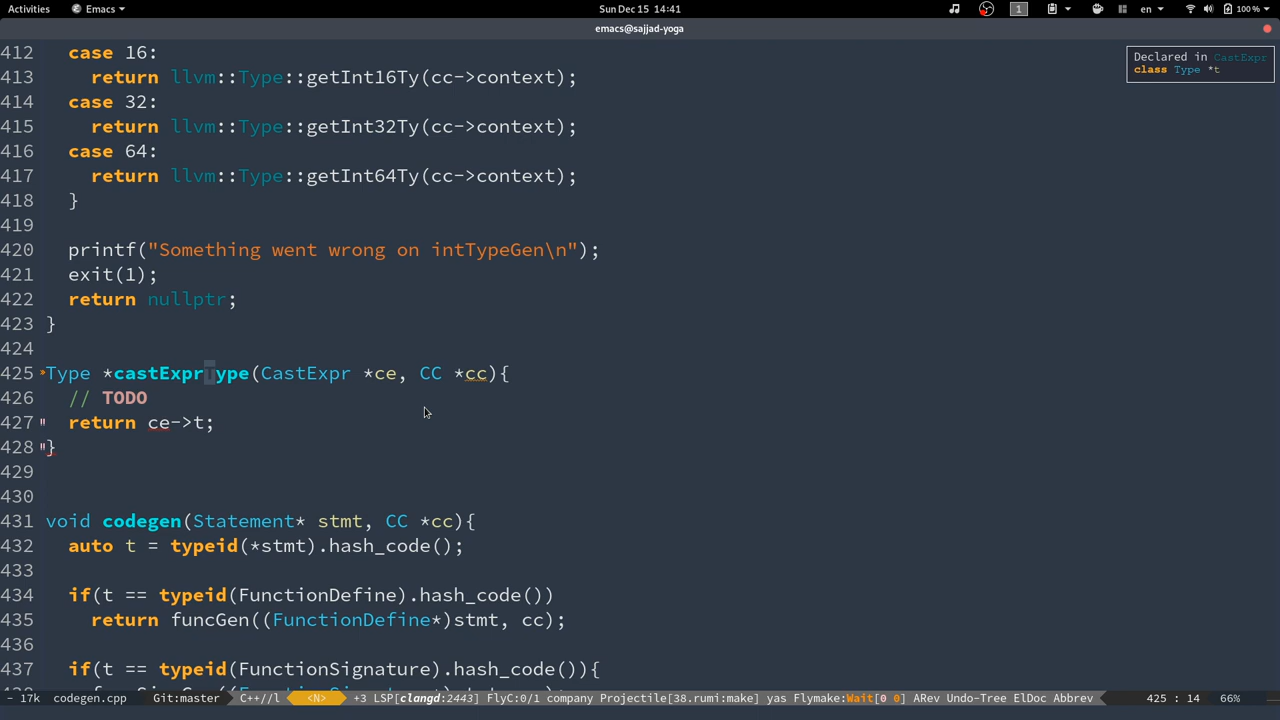 Activities Emacs Sun Dec 15 14:41 1 en 100 %
emacs@sajjad-yoga
Declared in CastExpr
class Type *t
412 case 16:
413 return llvm::Type::getInt16Ty(cc->context);
414 case 32:
415 return llvm::Type::getInt32Ty(cc->context);
416 case 64:
417 return llvm::Type::getInt64Ty(cc->context);
418 }
419
420 printf("Something went wrong on intTypeGen\n");
421 exit(1);
422 return nullptr;
423 }
424
425 Type *castExprType(CastExpr *ce, CC *cc){
426 // TODO
427 return ce->t;
428 }
429
430
431 void codegen(Statement* stmt, CC *cc){
432 auto t = typeid(*stmt).hash_code();
433
434 if(t == typeid(FunctionDefine).hash_code())
435 return funcGen((FunctionDefine*)stmt, cc);
436
437 if(t == typeid(FunctionSignature).hash_code()){
- 17k codegen.cpp Git:master C++//l <N> +3 LSP[clangd:2443] FlyC:0/1 company Projectile[38.rumi:make] yas Flymake:Wait[0 0] ARev Undo-Tree ElDoc Abbrev 425 : 14 66%